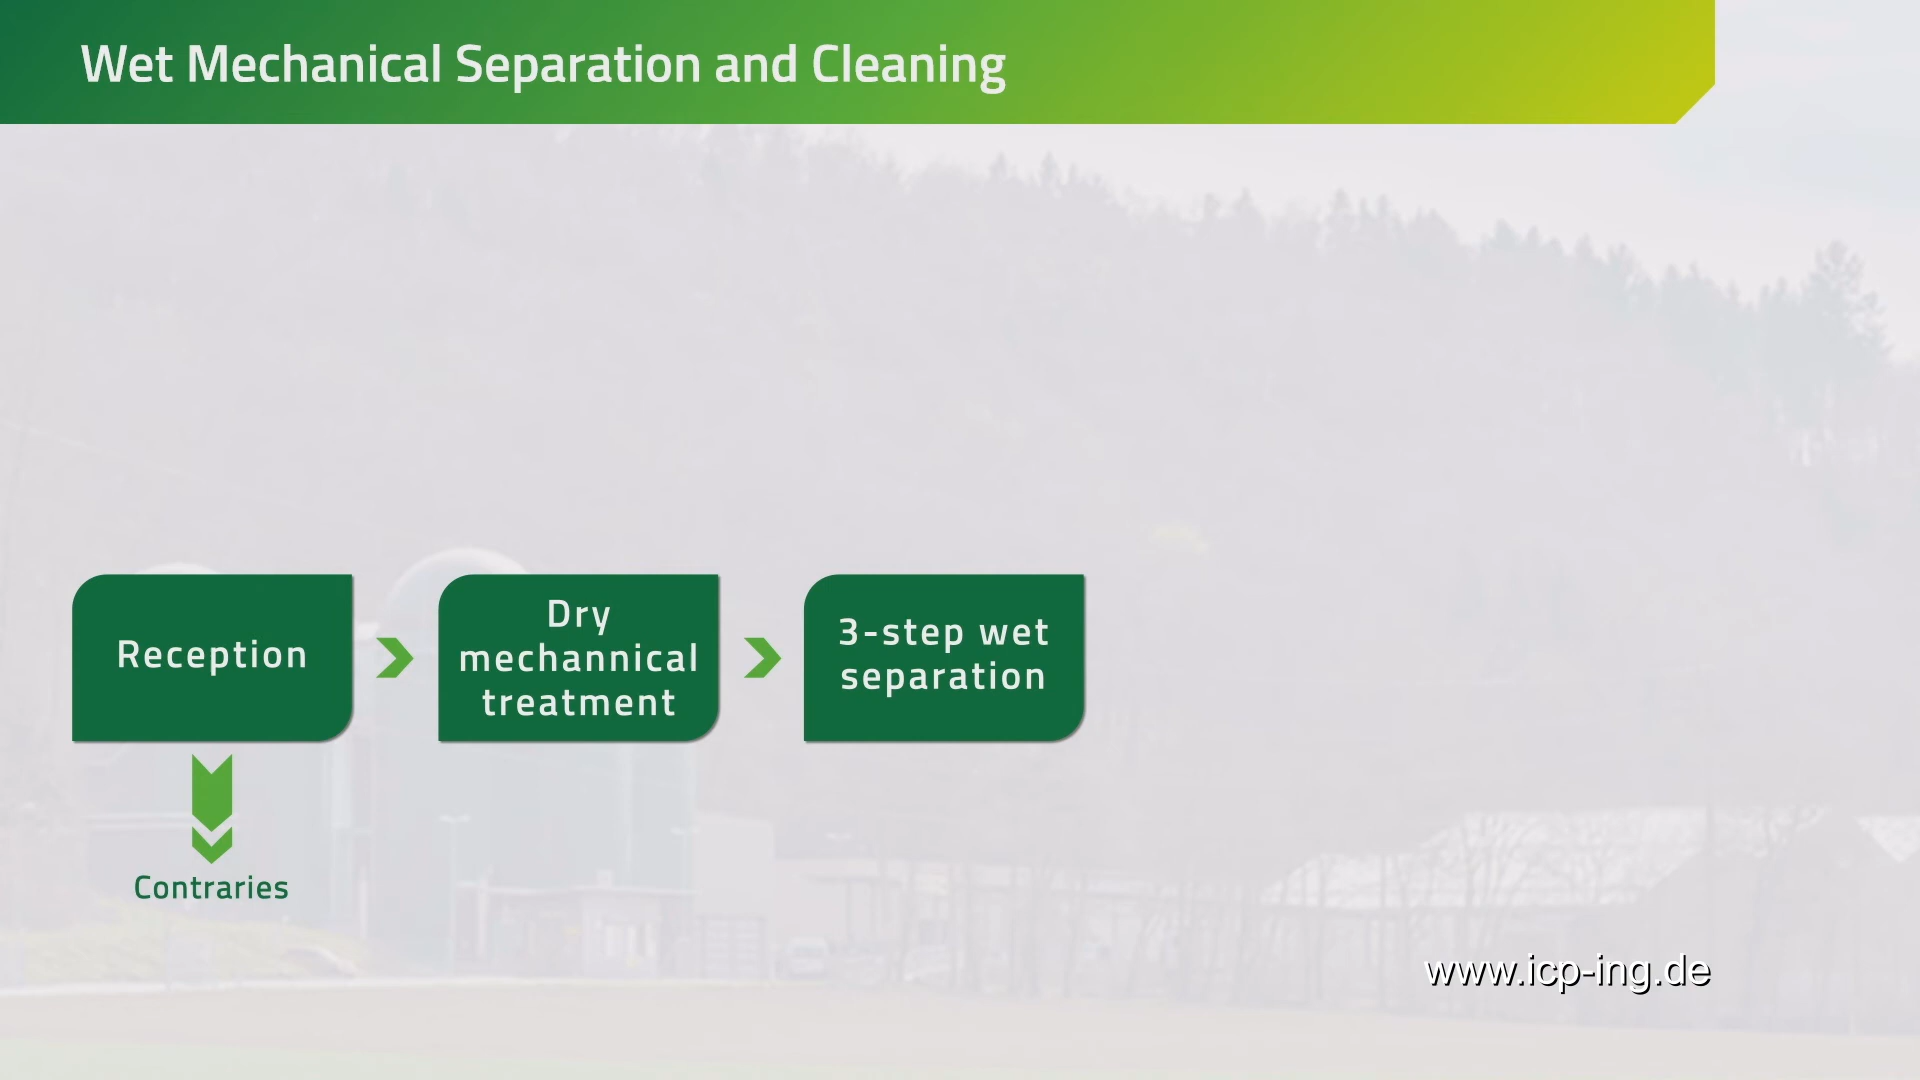 Wet Mechanical Separation and Cleaning
Reception
Dry
mechannical
treatment
3-step wet
separation
Contraries
www.icp-ing.de